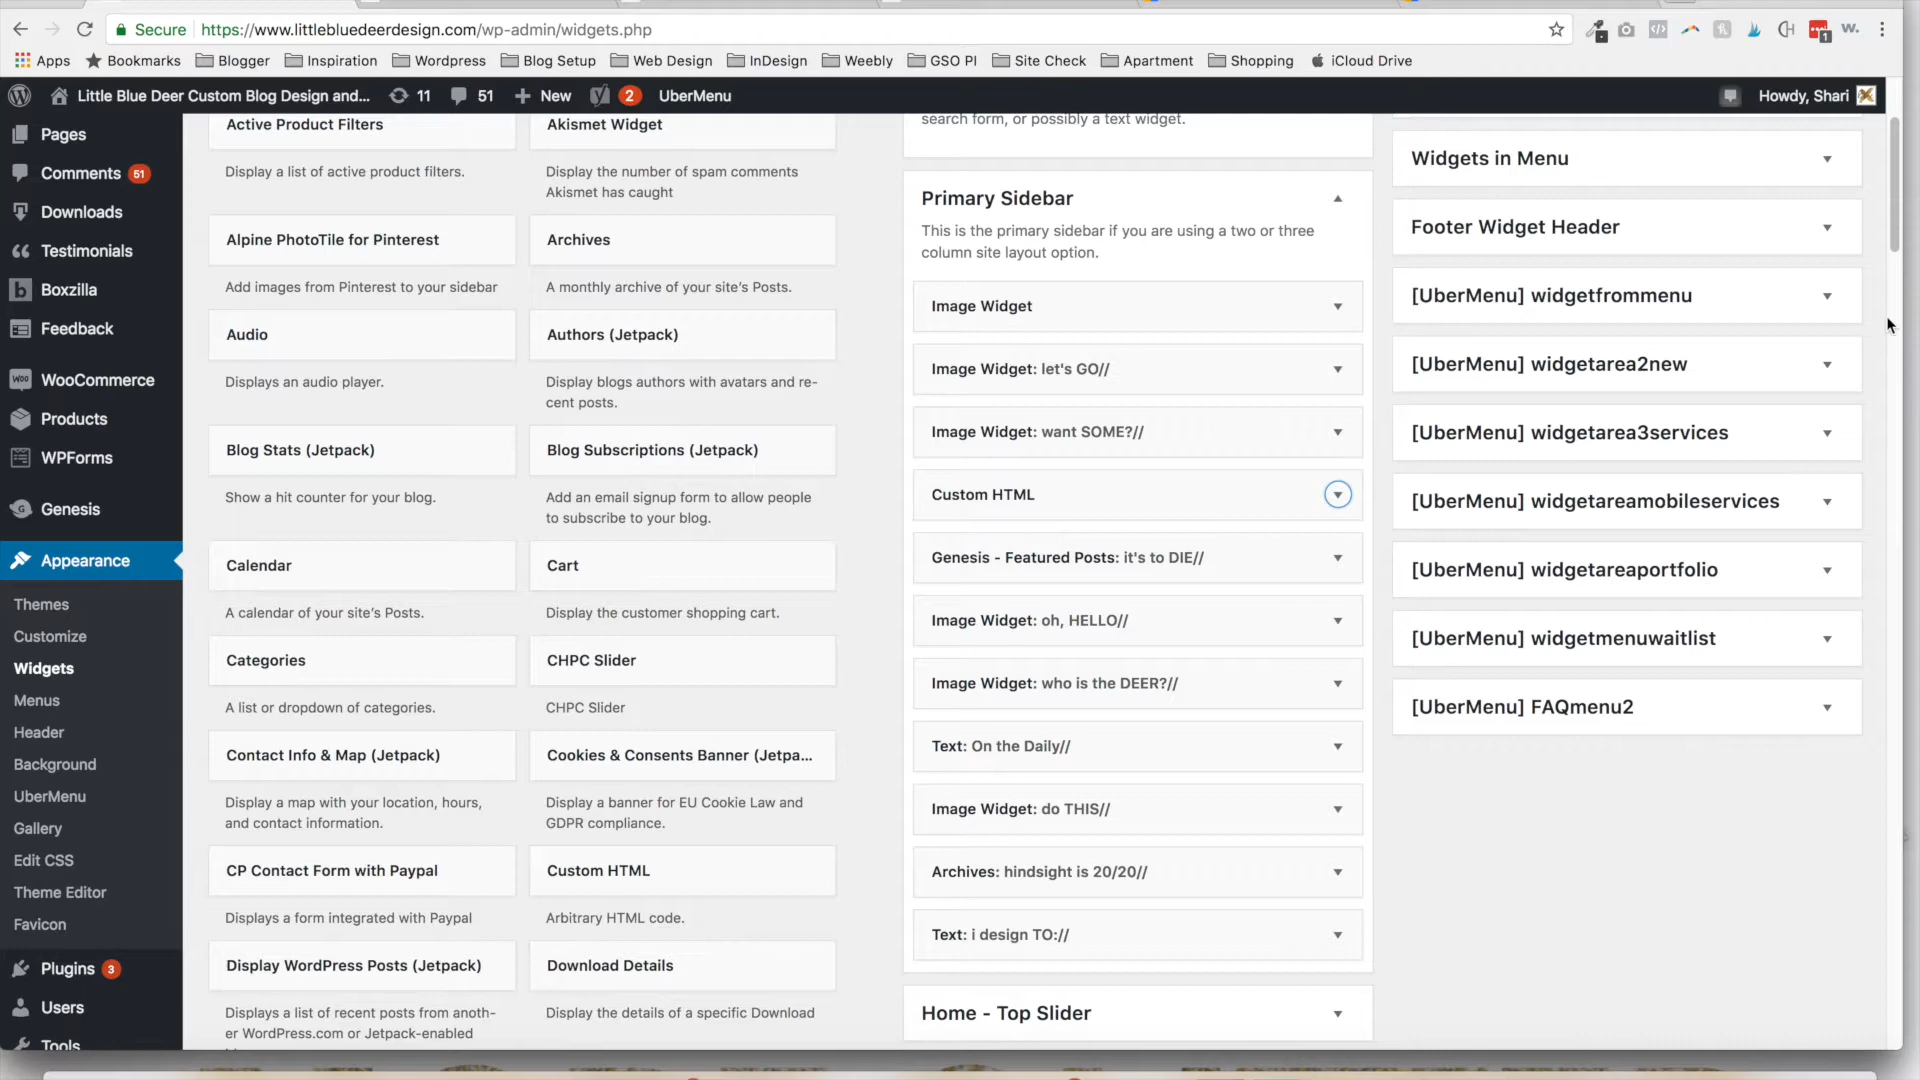 Secure https://www.littlebluedeerdesign.com/wp-admin/widgets.php
1
W.
Apps Bookmarks Blogger Inspiration Wordpress Blog Setup Web Design InDesign Weebly GSO PI Site Check Apartment Shopping iCloud Drive
Little Blue Deer Custom Blog Design and... 11 51 New 2 UberMenu Howdy, Shari
Pages
Comments 51
Downloads
Testimonials
Boxzilla
Feedback
WooCommerce
Products
WPForms
Genesis
Appearance
Themes
Customize
Widgets
Menus
Header
Background
UberMenu
Gallery
Edit CSS
Theme Editor
Favicon
Plugins 3
Users
Tools
Active Product Filters
Display a list of active product filters.
Alpine PhotoTile for Pinterest
Add images from Pinterest to your sidebar
Audio
Displays an audio player.
Blog Stats (Jetpack)
Show a hit counter for your blog.
Calendar
A calendar of your site's Posts.
Categories
A list or dropdown of categories.
Contact Info & Map (Jetpack)
Display a map with your location, hours,
and contact information.
CP Contact Form with Paypal
Displays a form integrated with Paypal
Display WordPress Posts (Jetpack)
Displays a list of recent posts from anoth-
er WordPress.com or Jetpack-enabled
Akismet Widget
Display the number of spam comments
Akismet has caught
Archives
A monthly archive of your site's Posts.
Authors (Jetpack)
Display blogs authors with avatars and re-
cent posts.
Blog Subscriptions (Jetpack)
Add an email signup form to allow people
to subscribe to your blog.
Cart
Display the customer shopping cart.
CHPC Slider
CHPC Slider
Cookies & Consents Banner (Jetpa...
Display a banner for EU Cookie Law and
GDPR compliance.
Custom HTML
Arbitrary HTML code.
Download Details
Display the details of a specific Download
search form, or possibly a text widget.
Primary Sidebar
This is the primary sidebar if you are using a two or three
column site layout option.
Image Widget
Image Widget: let's GO//
Image Widget: want SOME?//
Custom HTML
Genesis - Featured Posts: it's to DIE//
Image Widget: oh, HELLO//
Image Widget: who is the DEER?//
Text: On the Daily//
Image Widget: do THIS//
Archives: hindsight is 20/20//
Text: i design TO://
Home - Top Slider
Widgets in Menu
Footer Widget Header
[UberMenu] widgetfrommenu
[UberMenu] widgetarea2new
[UberMenu] widgetarea3services
[UberMenu] widgetareamobileservices
[UberMenu] widgetareaportfolio
[UberMenu] widgetmenuwaitlist
[UberMenu] FAQmenu2